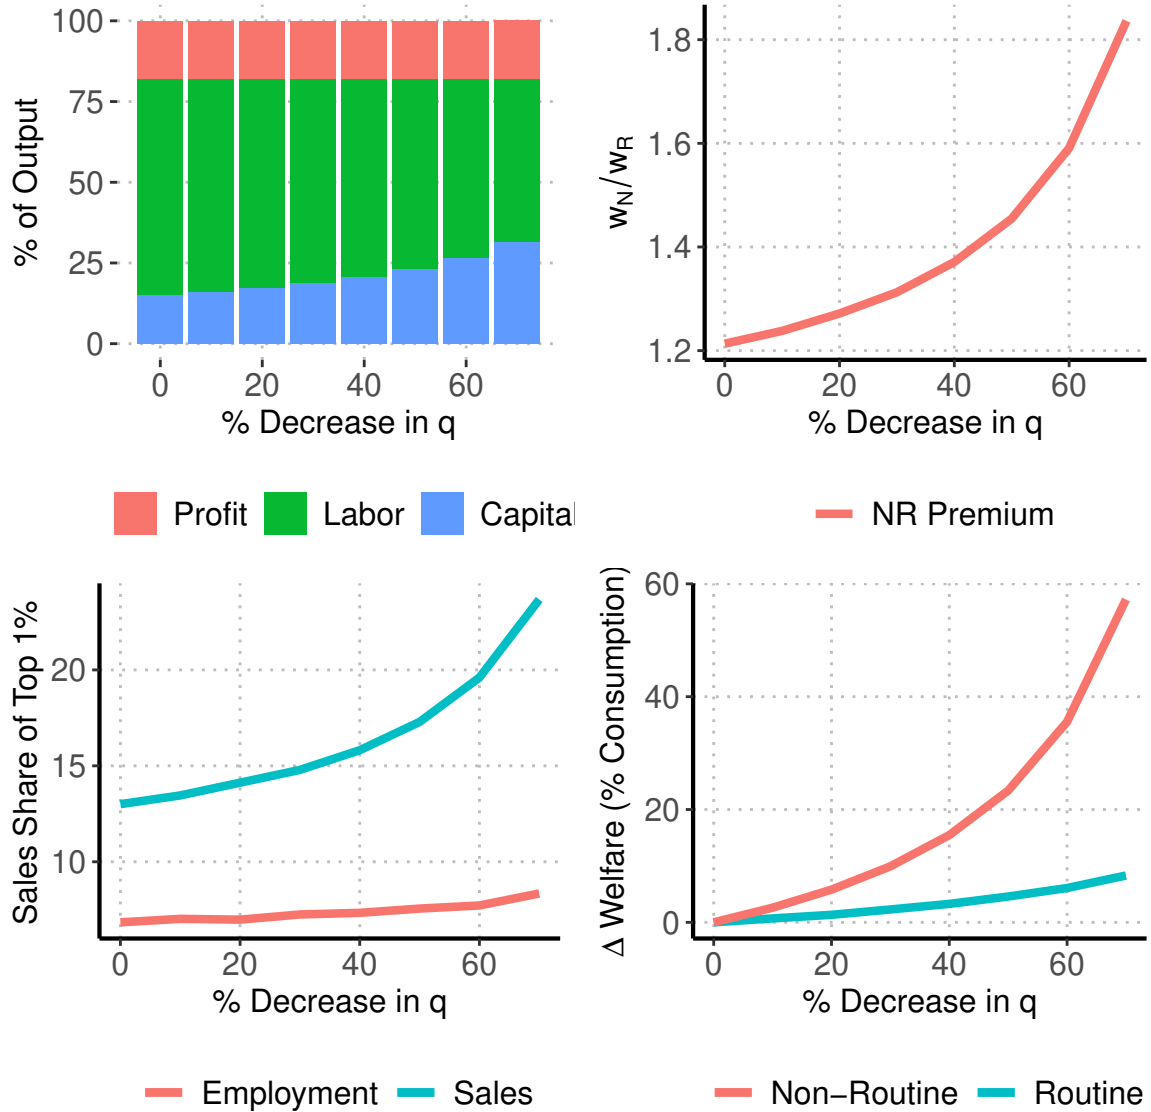 % of Output
100
75
50
25
0
0 20 40 60
% Decrease in q
Profit Labor Capital
w_N/w_R
1.8
1.6
1.4
1.2
0 20 40 60
% Decrease in q
NR Premium
Sales Share of Top 1%
20
15
10
0 20 40 60
% Decrease in q
Employment Sales
Δ Welfare (% Consumption)
60
40
20
0
0 20 40 60
% Decrease in q
Non−Routine Routine